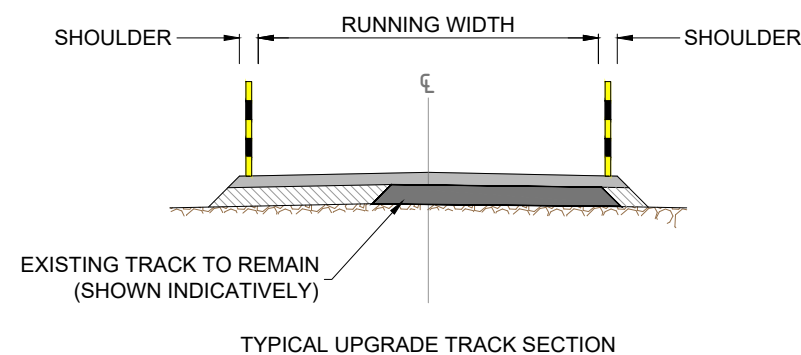 RUNNING WIDTH
SHOULDER
SHOULDER
℄
EXISTING TRACK TO REMAIN
(SHOWN INDICATIVELY)
TYPICAL UPGRADE TRACK SECTION